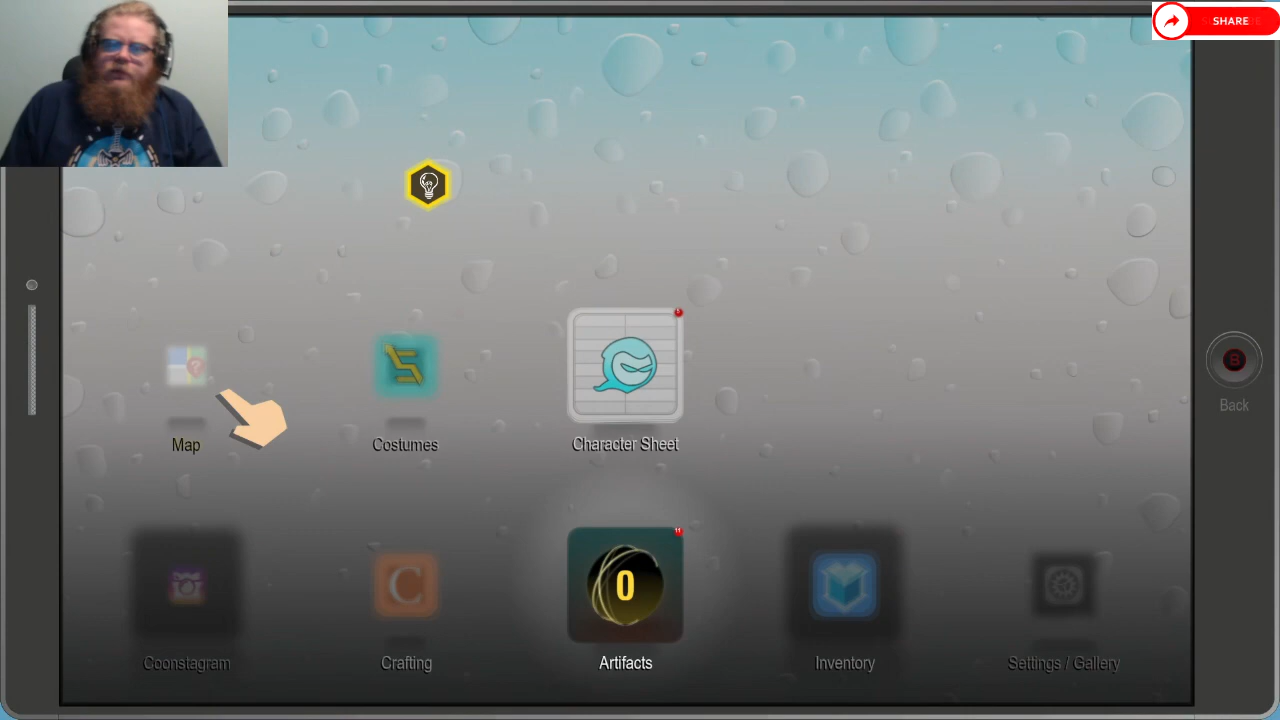 SHARE
Map
Costumes
Character Sheet
B
Back
C
0
Coonstagram
Crafting
Artifacts
Inventory
Settings / Gallery